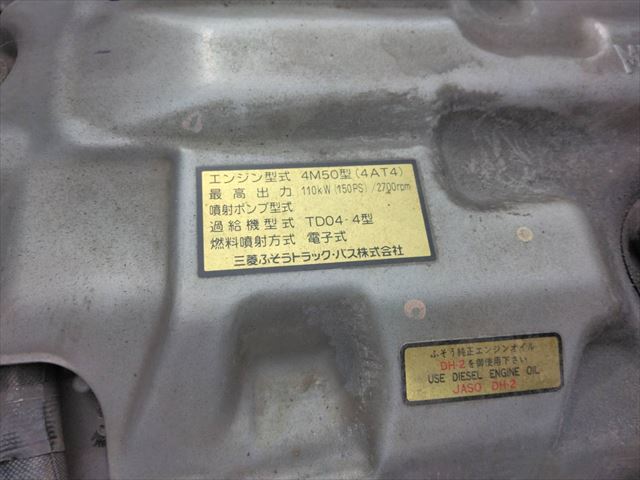 エンジン型式 4M50型(4AT4)
最高出力 110kW(150PS)/2700rpm
噴射ポンプ型式
過給機型式 TD04-4型
燃料噴射方式 電子式
三菱ふそうトラック・バス株式会社
ふそう純正エンジンオイル
DH-2を御使用下さい
USE DIESEL ENGINE OIL
JASO DH-2